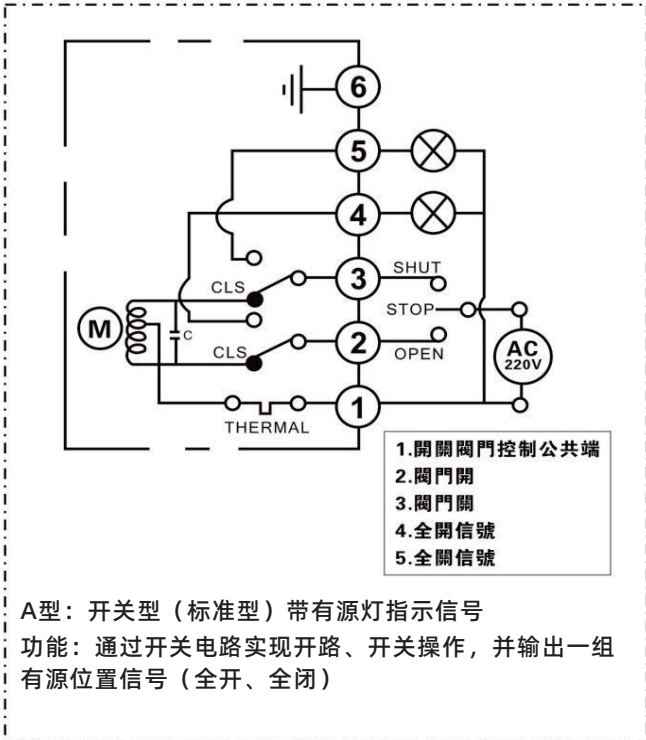 6
5
4
CLS
3
SHUT
STOP
M
C
CLS
2
OPEN
AC
220V
1
THERMAL
1.開關閥門控制公共端
2.閥門開
3.閥門關
4.全開信號
5.全關信號
A型：开关型（标准型）带有源灯指示信号
功能：通过开关电路实现开路、开关操作，并输出一组
有源位置信号（全开、全闭）